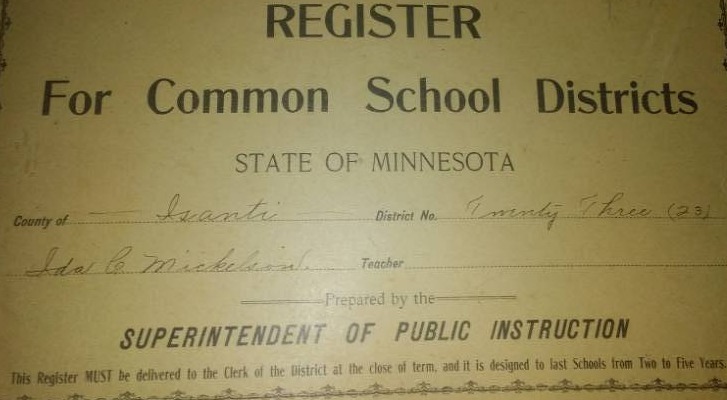 REGISTER
For Common School Districts
STATE OF MINNESOTA
County of Isanti District No. Twenty Three (23)
Ida C Mickelson. Teacher
Prepared by the
SUPERINTENDENT OF PUBLIC INSTRUCTION
This Register MUST be delivered to the Clerk of the District at the close of term, and it is designed to last Schools from Two to Five Years.